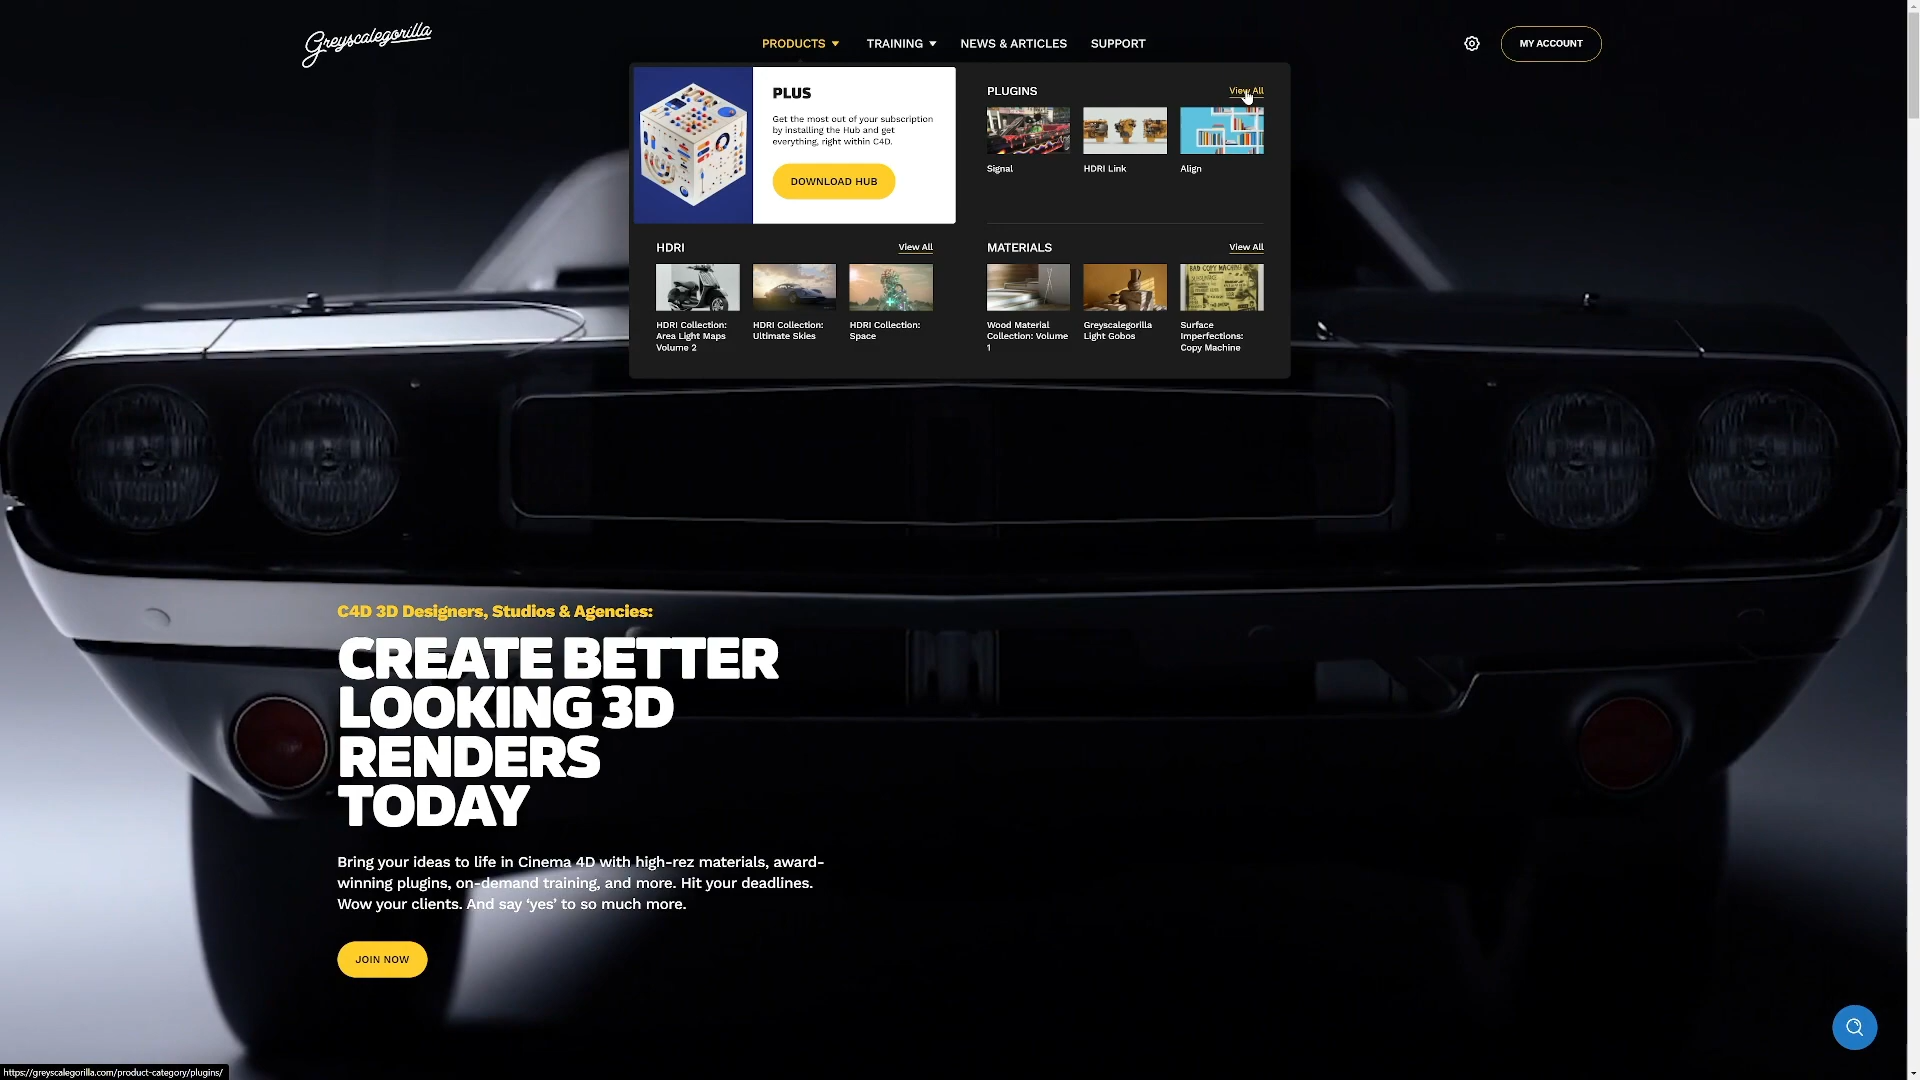 Greyscalegorilla
PRODUCTS
TRAINING
NEWS & ARTICLES
SUPPORT
MY ACCOUNT
PLUS
Get the most out of your subscription
by installing the Hub and get
everything, right within C4D.
DOWNLOAD HUB
PLUGINS
View All
Signal
HDRI Link
Align
HDRI
View All
HDRI Collection:
Area Light Maps
Volume 2
HDRI Collection:
Ultimate Skies
HDRI Collection:
Space
MATERIALS
View All
BAD COPY MACHINE
Wood Material
Collection: Volume
1
Greyscalegorilla
Light Gobos
Surface
Imperfections:
Copy Machine
C4D 3D Designers, Studios & Agencies:
CREATE BETTER
LOOKING 3D
RENDERS
TODAY
Bring your ideas to life in Cinema 4D with high-rez materials, award-
winning plugins, on-demand training, and more. Hit your deadlines.
Wow your clients. And say ‘yes’ to so much more.
JOIN NOW
https://greyscalegorilla.com/product-category/plugins/